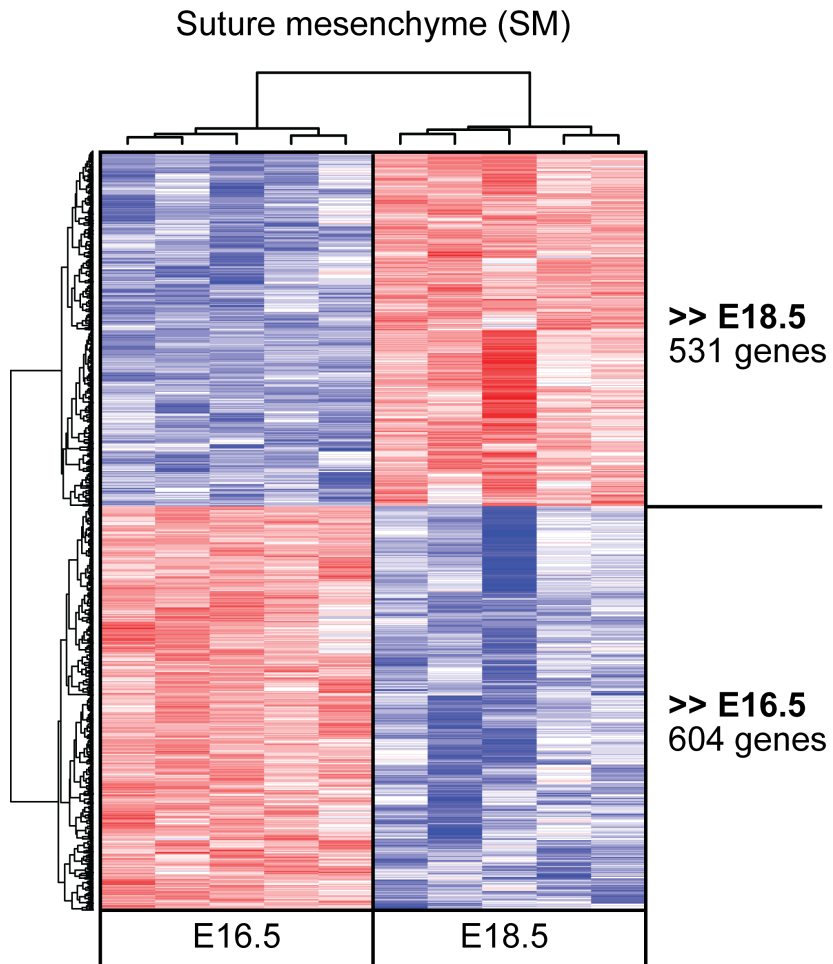 Suture mesenchyme (SM)
>> E18.5
531 genes
>> E16.5
604 genes
E16.5
E18.5